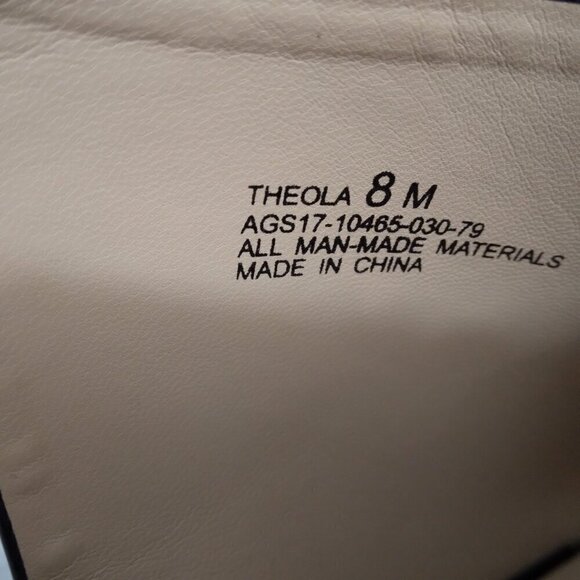 THEOLA 8 M
AGS17-10465-030-79
ALL MAN-MADE MATERIALS
MADE IN CHINA